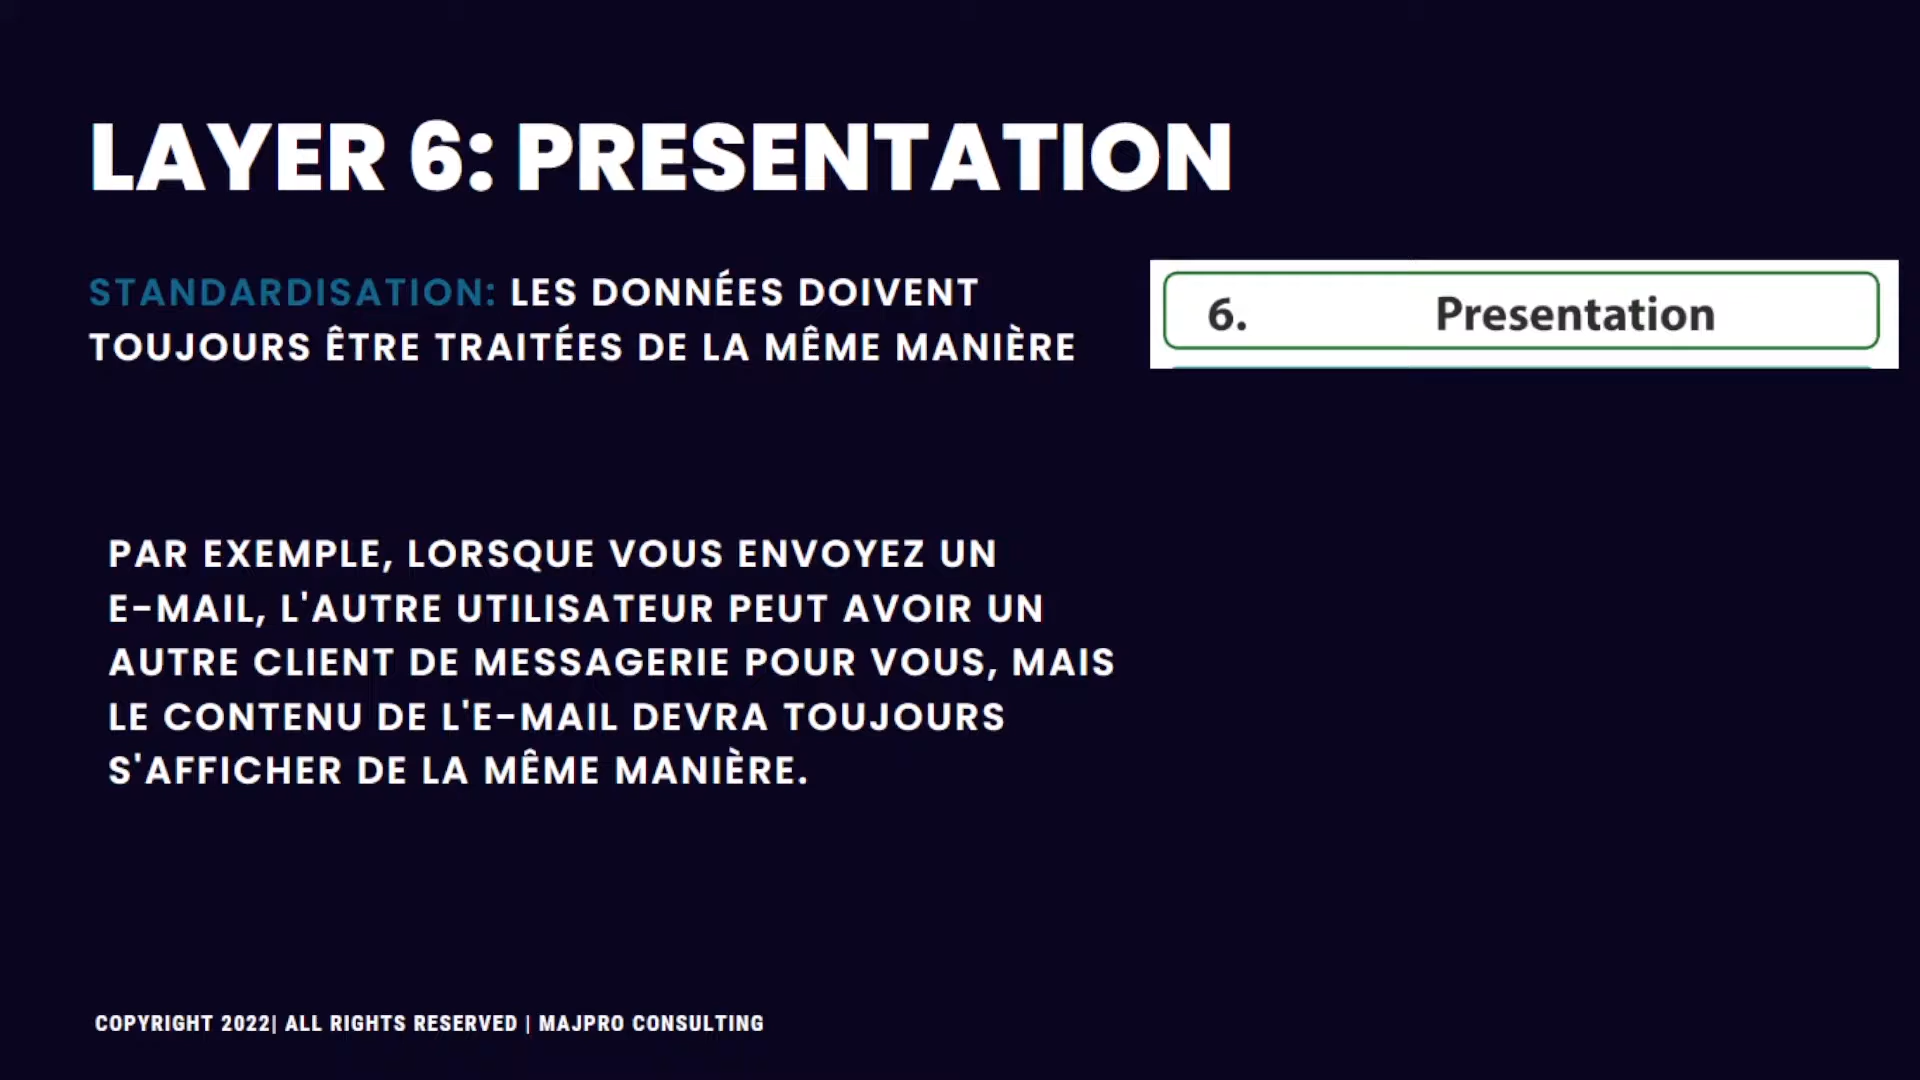 LAYER 6: PRESENTATION
STANDARDISATION: LES DONNÉES DOIVENT
TOUJOURS ÊTRE TRAITÉES DE LA MÊME MANIÈRE
6. Presentation
PAR EXEMPLE, LORSQUE VOUS ENVOYEZ UN
E-MAIL, L'AUTRE UTILISATEUR PEUT AVOIR UN
AUTRE CLIENT DE MESSAGERIE POUR VOUS, MAIS
LE CONTENU DE L'E-MAIL DEVRA TOUJOURS
S'AFFICHER DE LA MÊME MANIÈRE.
COPYRIGHT 2022| ALL RIGHTS RESERVED | MAJPRO CONSULTING